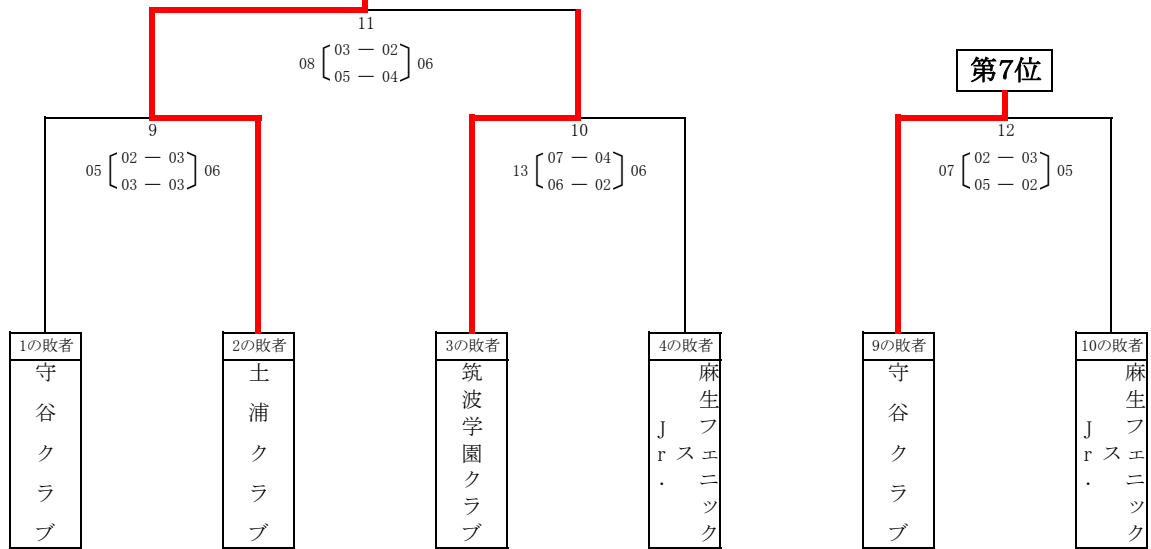 11
08 03 － 02 06
05 － 04
第7位
9
05 02 － 03 06
03 － 03
10
13 07 － 04 06
06 － 02
12
07 02 － 03 05
05 － 02
1の敗者
守谷クラブ
2の敗者
土浦クラブ
3の敗者
筑波学園クラブ
4の敗者
麻生フェニック
ス
Jr.
9の敗者
守谷クラブ
10の敗者
麻生フェニック
ス
Jr.